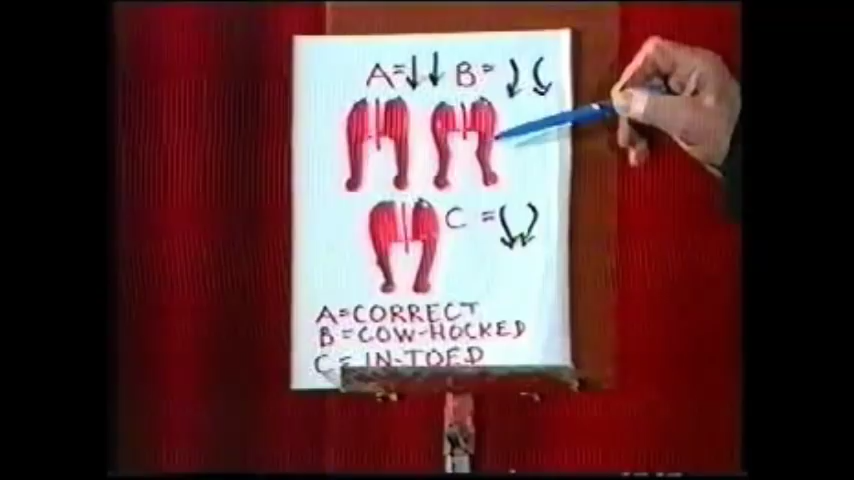 A=↓↓ B=
C =
A=CORRECT
B=COW-HOCKED
C= IN-TOED